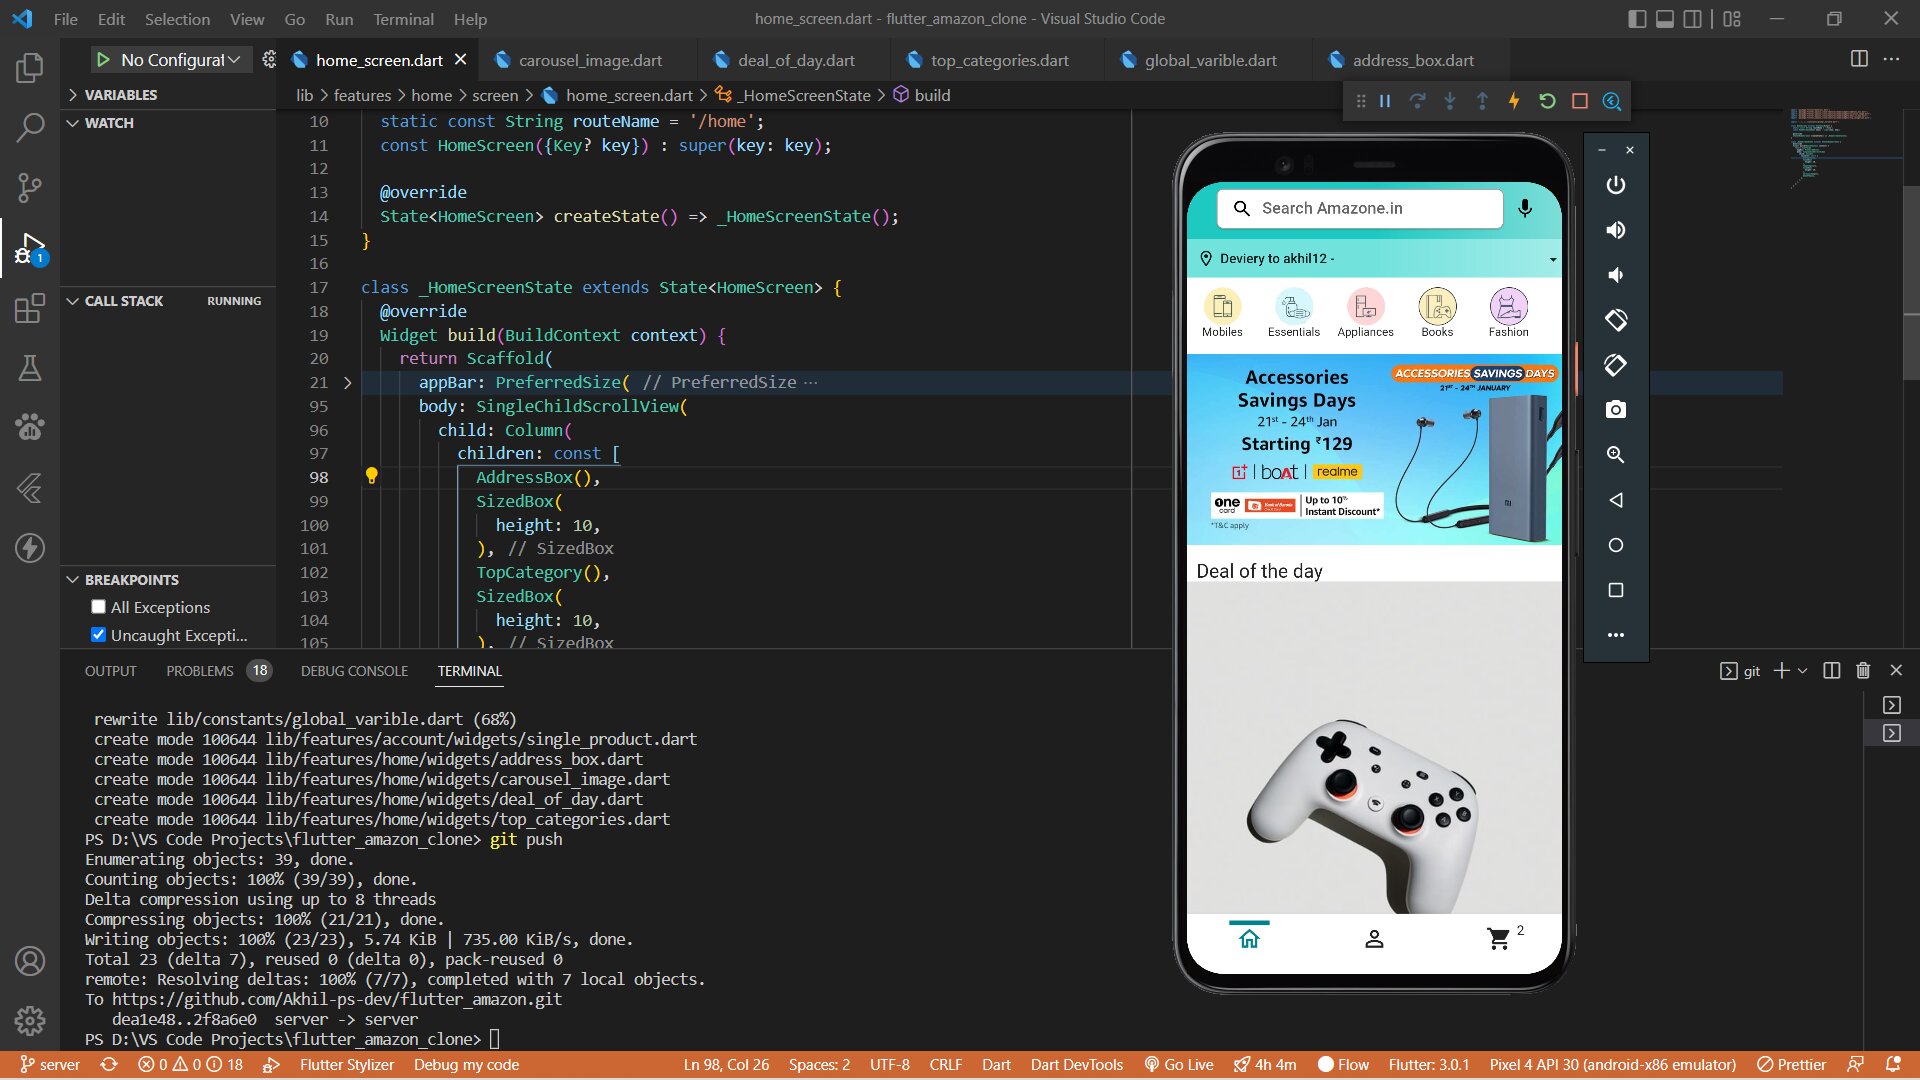 File Edit Selection View Go Run Terminal Help
home_screen.dart - flutter_amazon_clone - Visual Studio Code
No Configurat
home_screen.dart carousel_image.dart deal_of_day.dart top_categories.dart global_varible.dart address_box.dart
lib > features > home > screen > home_screen.dart > _HomeScreenState > build
VARIABLES
WATCH
CALL STACK RUNNING
BREAKPOINTS
All Exceptions
Uncaught Excepti...
1
10 static const String routeName = '/home';
11 const HomeScreen({Key? key}) : super(key: key);
12
13 @override
14 State<HomeScreen> createState() => _HomeScreenState();
15 }
16
17 class _HomeScreenState extends State<HomeScreen> {
18 @override
19 Widget build(BuildContext context) {
20 return Scaffold(
21 appBar: PreferredSize( // PreferredSize ...
95 body: SingleChildScrollView(
96 child: Column(
97 children: const [
98 AddressBox(),
99 SizedBox(
100 height: 10,
101 ), // SizedBox
102 TopCategory(),
103 SizedBox(
104 height: 10,
105 ), // SizedBox
Search Amazone.in
Deviery to akhil12 -
Mobiles Essentials Appliances Books Fashion
Accessories
Savings Days
21st - 24th Jan
Starting ₹129
boAt | realme
one
card
Up to 10%
Instant Discount*
*T&C apply
ACCESSORIES SAVINGS DAYS
21ST - 24TH JANUARY
mi
Deal of the day
2
OUTPUT PROBLEMS 18 DEBUG CONSOLE TERMINAL
git
rewrite lib/constants/global_varible.dart (68%)
create mode 100644 lib/features/account/widgets/single_product.dart
create mode 100644 lib/features/home/widgets/address_box.dart
create mode 100644 lib/features/home/widgets/carousel_image.dart
create mode 100644 lib/features/home/widgets/deal_of_day.dart
create mode 100644 lib/features/home/widgets/top_categories.dart
PS D:\VS Code Projects\flutter_amazon_clone> git push
Enumerating objects: 39, done.
Counting objects: 100% (39/39), done.
Delta compression using up to 8 threads
Compressing objects: 100% (21/21), done.
Writing objects: 100% (23/23), 5.74 KiB | 735.00 KiB/s, done.
Total 23 (delta 7), reused 0 (delta 0), pack-reused 0
remote: Resolving deltas: 100% (7/7), completed with 7 local objects.
To https://github.com/Akhil-ps-dev/flutter_amazon.git
dea1e48..2f8a6e0 server -> server
PS D:\VS Code Projects\flutter_amazon_clone>
server 0 0 18 Flutter Stylizer Debug my code Ln 98, Col 26 Spaces: 2 UTF-8 CRLF Dart Dart DevTools Go Live 4h 4m Flow Flutter: 3.0.1 Pixel 4 API 30 (android-x86 emulator) Prettier